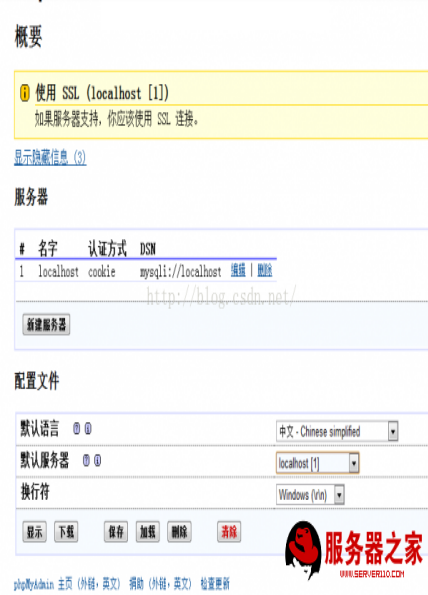 概要
使用 SSL (localhost [1])
如果服务器支持，你应该使用 SSL 连接。
显示隐藏信息 (3)
服务器
# 名字 认证方式 DSN
1 localhost cookie mysqli://localhost 编辑 | 删除
http://blog.csdn.net/
新建服务器
配置文件
默认语言 中文 - Chinese simplified
默认服务器 localhost [1]
换行符 Windows (\r\n)
显示 下载 保存 加载 删除 清除
服务器之家
WWW.SERVER110.COM
phpMyAdmin 主页 (外链，英文) 捐助 (外链，英文) 检查更新